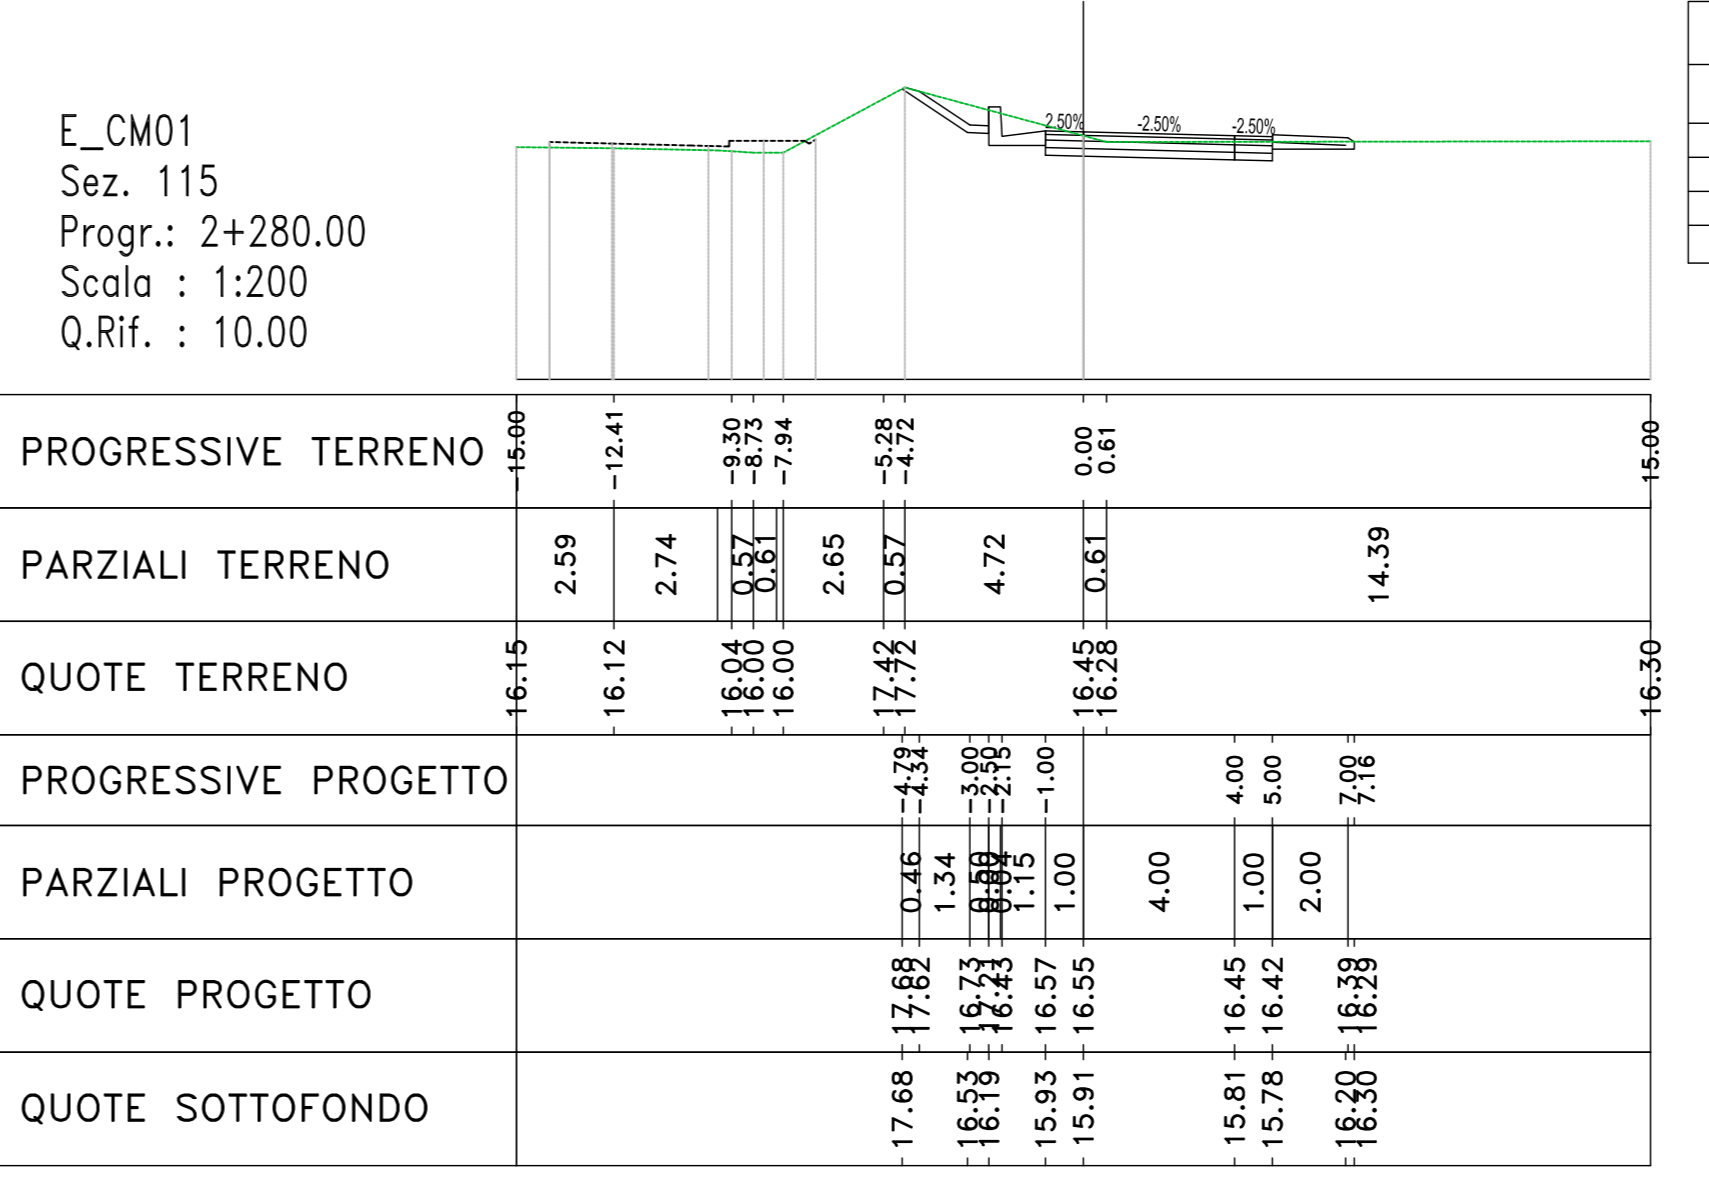 E_CM01
Sez. 115
Progr.: 2+280.00
Scala : 1:200
Q.Rif. : 10.00
2.50% -2.50% -2.50%
PROGRESSIVE TERRENO -15.00 -12.41 -9.30 -8.73 -7.94 -5.28 -4.72 0.00 0.61 15.00
PARZIALI TERRENO 2.59 2.74 0.57 0.61 2.65 0.57 4.72 0.61 14.39
QUOTE TERRENO 16.15 16.12 16.04 16.00 16.00 17.42 17.72 16.45 16.28 16.30
PROGRESSIVE PROGETTO -4.79 -4.34 -3.00 -2.50 -2.15 -1.00 4.00 5.00 7.00 7.16
PARZIALI PROGETTO 0.46 1.34 0.50 0.04 1.15 1.00 4.00 1.00 2.00
QUOTE PROGETTO 17.68 17.62 16.73 17.21 16.43 16.57 16.55 16.45 16.42 16.39 16.29
QUOTE SOTTOFONDO 17.68 16.53 16.19 15.93 15.91 15.81 15.78 16.20 16.30